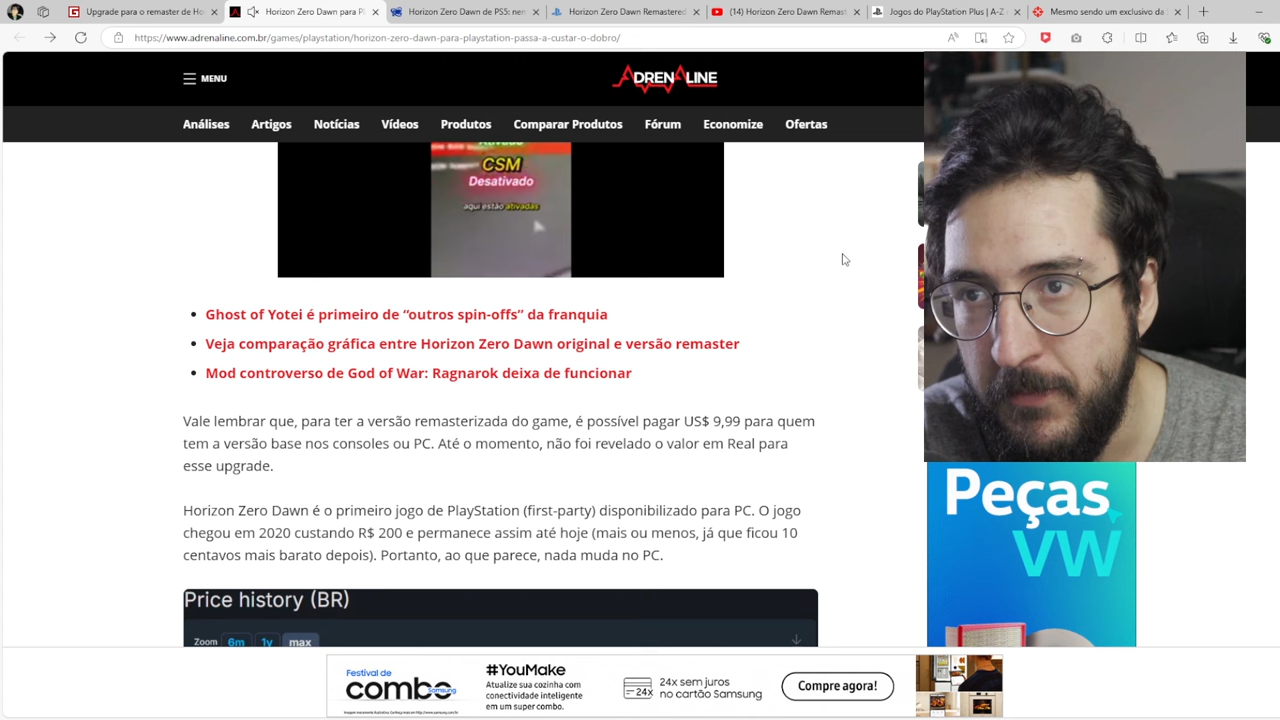 Upgrade para o remaster de Ho
Horizon Zero Dawn para Pl
Horizon Zero Dawn de PS5: ner
Horizon Zero Dawn Remastered
(14) Horizon Zero Dawn Remast
Jogos do PlayStation Plus | A-Z
Mesmo sendo um exclusivo da
https://www.adrenaline.com.br/games/playstation/horizon-zero-dawn-para-playstation-passa-a-custar-o-dobro/
MENU
ADRENALINE
Análises Artigos Notícias Vídeos Produtos Comparar Produtos Fórum Economize Ofertas
Ativado
CSM
Desativado
aqui estão ativadas
• Ghost of Yotei é primeiro de “outros spin-offs” da franquia
• Veja comparação gráfica entre Horizon Zero Dawn original e versão remaster
• Mod controverso de God of War: Ragnarok deixa de funcionar
Vale lembrar que, para ter a versão remasterizada do game, é possível pagar US$ 9,99 para quem
tem a versão base nos consoles ou PC. Até o momento, não foi revelado o valor em Real para
esse upgrade.
Horizon Zero Dawn é o primeiro jogo de PlayStation (first-party) disponibilizado para PC. O jogo
chegou em 2020 custando R$ 200 e permanece assim até hoje (mais ou menos, já que ficou 10
centavos mais barato depois). Portanto, ao que parece, nada muda no PC.
Price history (BR)
Zoom 6m 1y max
Peças
VW
Festival de
combo
Samsung
#YouMake
Atualize sua cozinha com
conectividade inteligente
em um super combo.
24x
24x sem juros
no cartão Samsung
Compre agora!